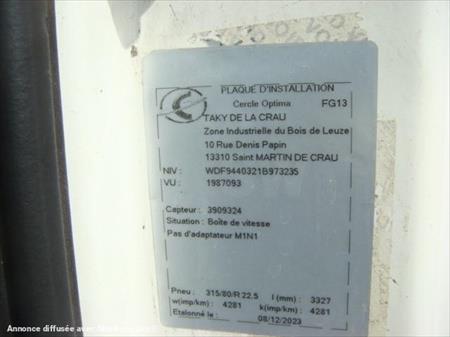 PLAQUE D'INSTALLATION
Cercle Optima FG13
TAKY DE LA CRAU
Zone Industrielle du Bois de Leuze
10 Rue Denis Papin
13310 Saint MARTIN DE CRAU
NIV : WDF9440321B973235
VU : 1987093
Capteur : 3909324
Situation : Boîte de vitesse
Pas d'adaptateur M1N1
Pneu : 315/80/R 22.5 l (mm) : 3327
w(imp/km) : 4281 k(imp/km) : 4281
Etalonné le : 08/12/2023
Annonce diffusée avec